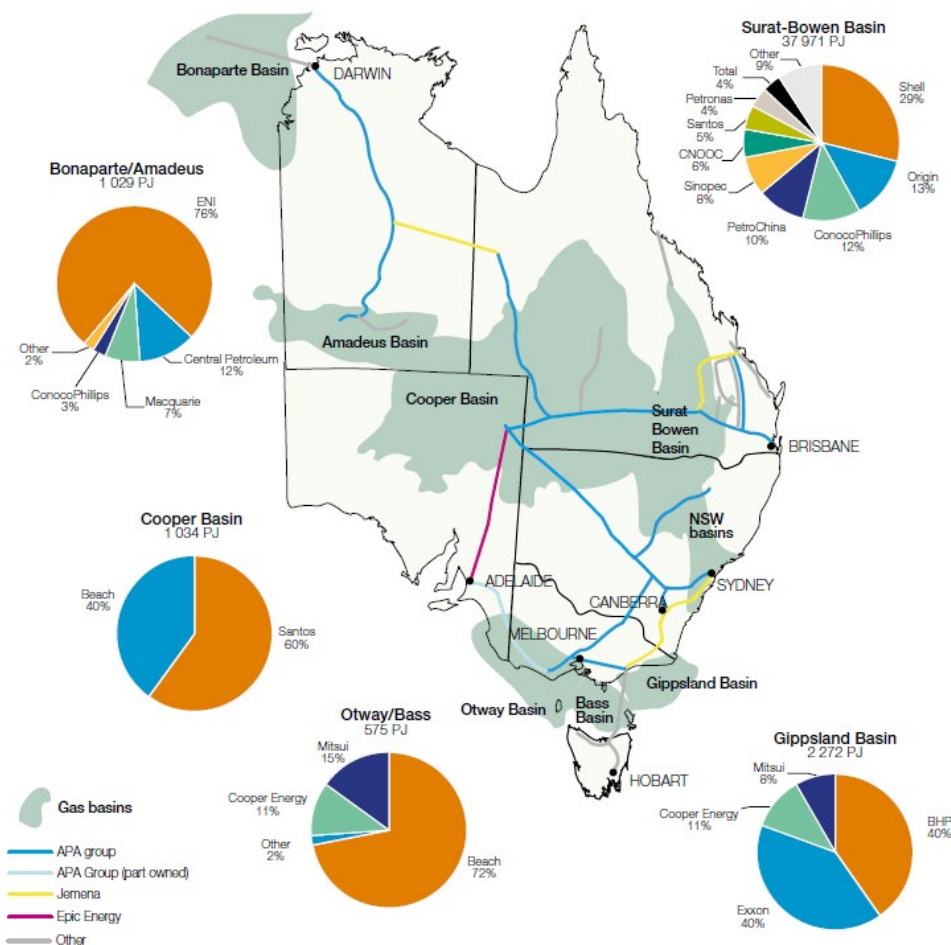 Surat-Bowen Basin
37 971 PJ
Other
9%
Total
4%
Petronas
4%
Santos
5%
CNOOC
6%
Sinopec
8%
PetroChina
10%
ConocoPhillips
12%
Origin
13%
Shell
29%
Bonaparte Basin
DARWIN
Bonaparte/Amadeus
1 029 PJ
ENI
76%
Other
2%
ConocoPhillips
3%
Macquarie
7%
Central Petroleum
12%
Amadeus Basin
Cooper Basin
Surat
Bowen
Basin
BRISBANE
NSW
basins
SYDNEY
ADELAIDE
CANBERRA
MELBOURNE
Otway Basin
Bass
Basin
Gippsland Basin
HOBART
Cooper Basin
1 034 PJ
Beach
40%
Santos
60%
Otway/Bass
575 PJ
Mitsui
15%
Cooper Energy
11%
Other
2%
Beach
72%
Gippsland Basin
2 272 PJ
Mitsui
8%
Cooper Energy
11%
BHP
40%
Exxon
40%
Gas basins
APA group
APA Group (part owned)
Jemena
Epic Energy
Other